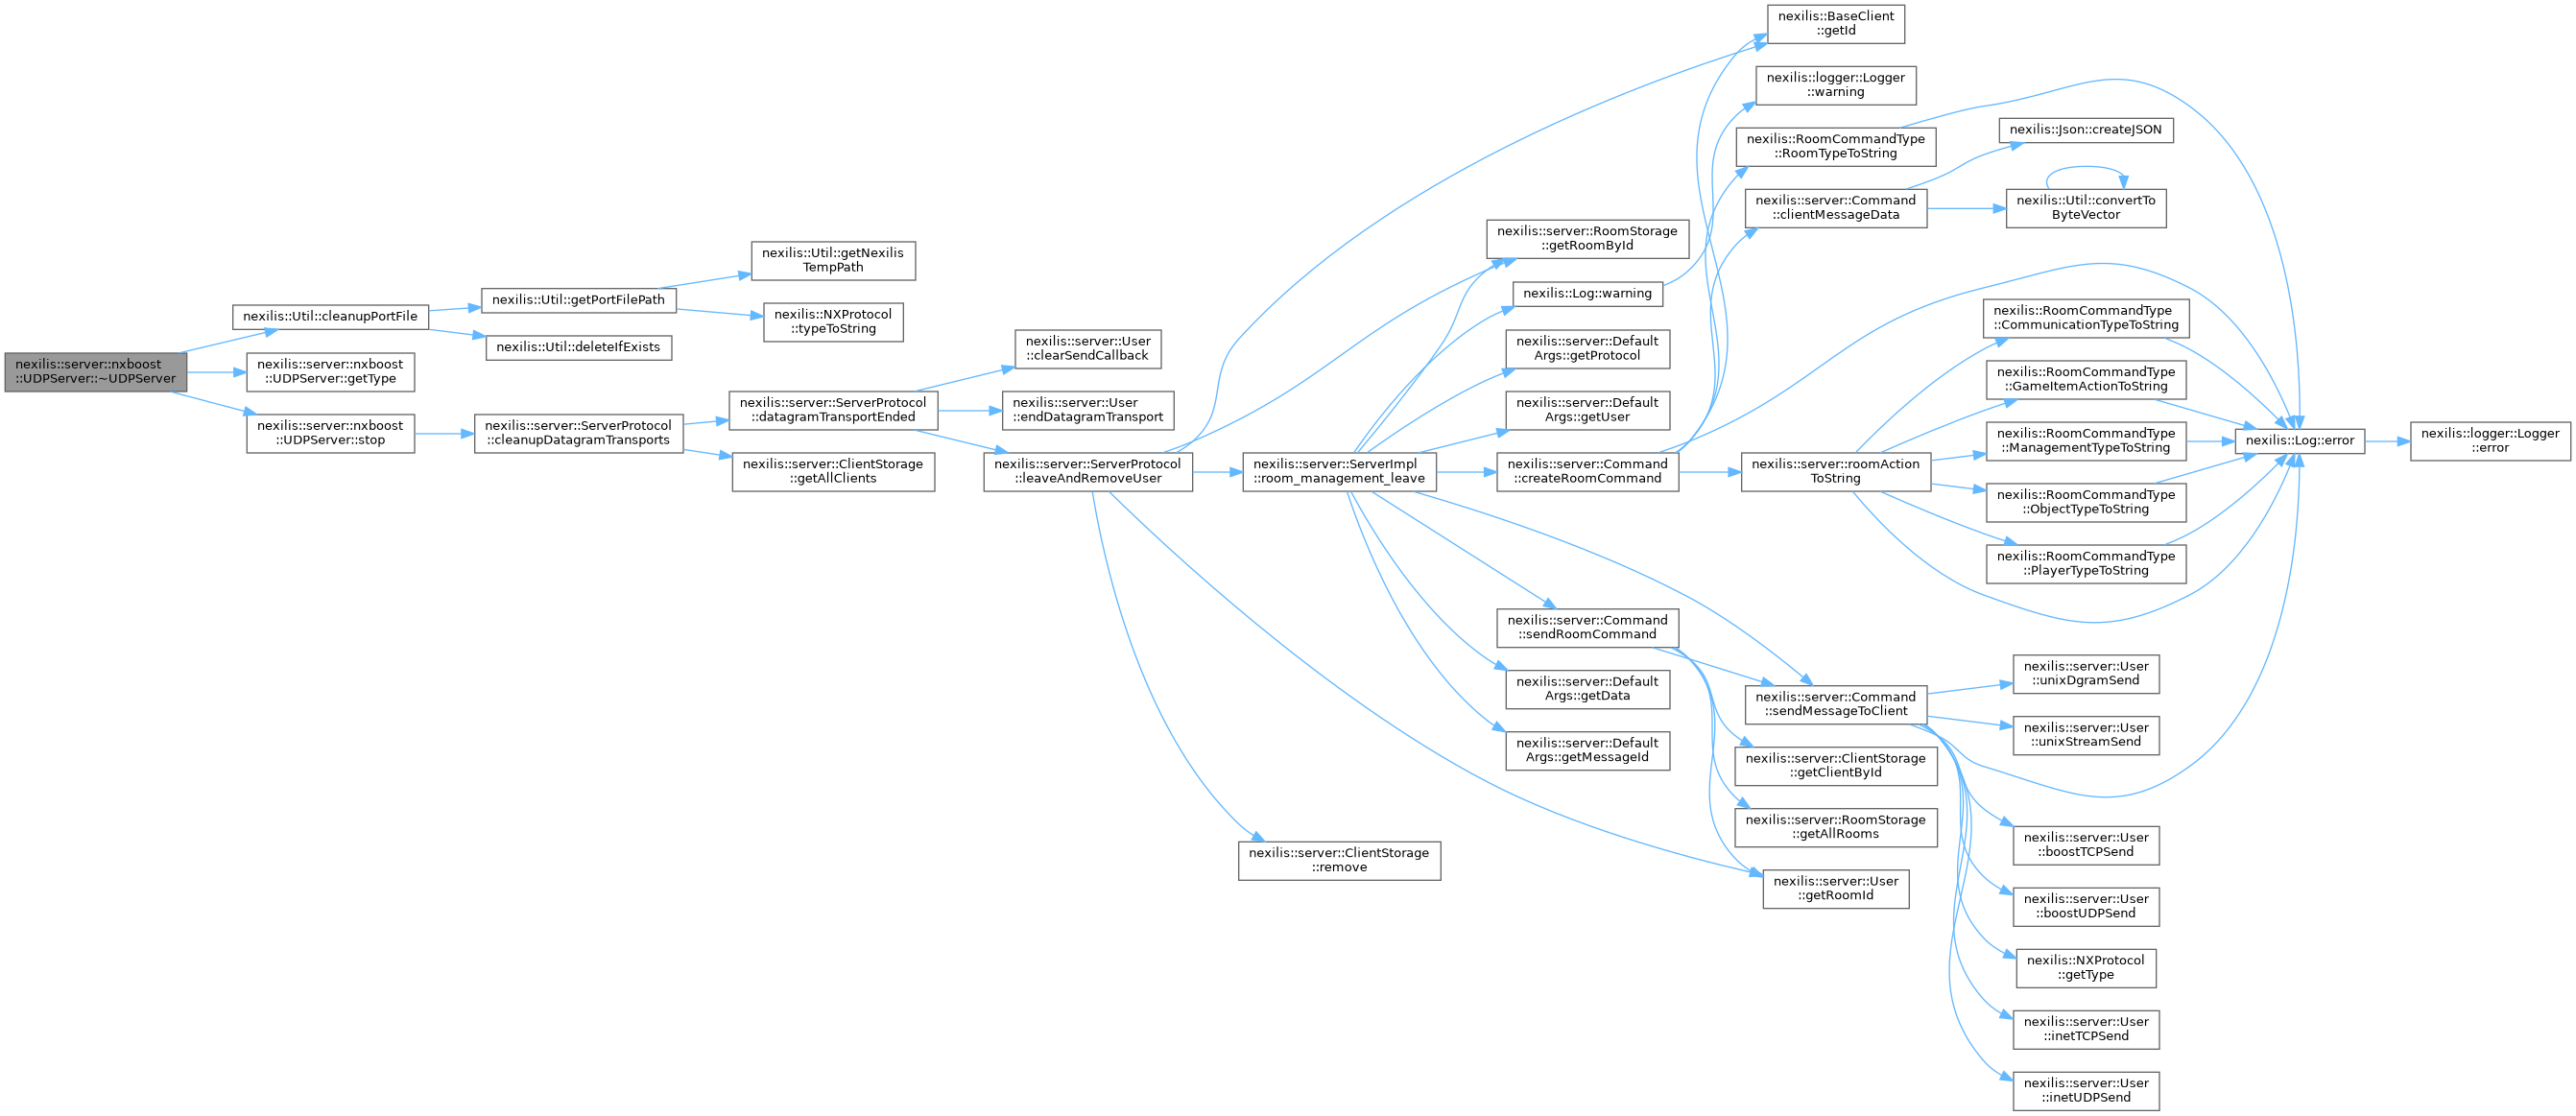 nexilis::server::nxboost
::UDPServer::~UDPServer
nexilis::Util::cleanupPortFile
nexilis::server::nxboost
::UDPServer::getType
nexilis::server::nxboost
::UDPServer::stop
nexilis::Util::getPortFilePath
nexilis::Util::deleteIfExists
nexilis::server::ServerProtocol
::cleanupDatagramTransports
nexilis::Util::getNexilis
TempPath
nexilis::NXProtocol
::typeToString
nexilis::server::ServerProtocol
::datagramTransportEnded
nexilis::server::ClientStorage
::getAllClients
nexilis::server::User
::clearSendCallback
nexilis::server::User
::endDatagramTransport
nexilis::server::ServerProtocol
::leaveAndRemoveUser
nexilis::server::ServerImpl
::room_management_leave
nexilis::server::ClientStorage
::remove
nexilis::server::RoomStorage
::getRoomById
nexilis::Log::warning
nexilis::server::Default
Args::getProtocol
nexilis::server::Default
Args::getUser
nexilis::server::Command
::createRoomCommand
nexilis::server::Command
::sendRoomCommand
nexilis::server::Default
Args::getData
nexilis::server::Default
Args::getMessageId
nexilis::BaseClient
::getId
nexilis::logger::Logger
::warning
nexilis::RoomCommandType
::RoomTypeToString
nexilis::server::Command
::clientMessageData
nexilis::server::roomAction
ToString
nexilis::server::Command
::sendMessageToClient
nexilis::server::ClientStorage
::getClientById
nexilis::server::RoomStorage
::getAllRooms
nexilis::server::User
::getRoomId
nexilis::Json::createJSON
nexilis::Util::convertTo
ByteVector
nexilis::RoomCommandType
::CommunicationTypeToString
nexilis::RoomCommandType
::GameItemActionToString
nexilis::RoomCommandType
::ManagementTypeToString
nexilis::RoomCommandType
::ObjectTypeToString
nexilis::RoomCommandType
::PlayerTypeToString
nexilis::server::User
::unixDgramSend
nexilis::server::User
::unixStreamSend
nexilis::server::User
::boostTCPSend
nexilis::server::User
::boostUDPSend
nexilis::NXProtocol
::getType
nexilis::server::User
::inetTCPSend
nexilis::server::User
::inetUDPSend
nexilis::Log::error
nexilis::logger::Logger
::error